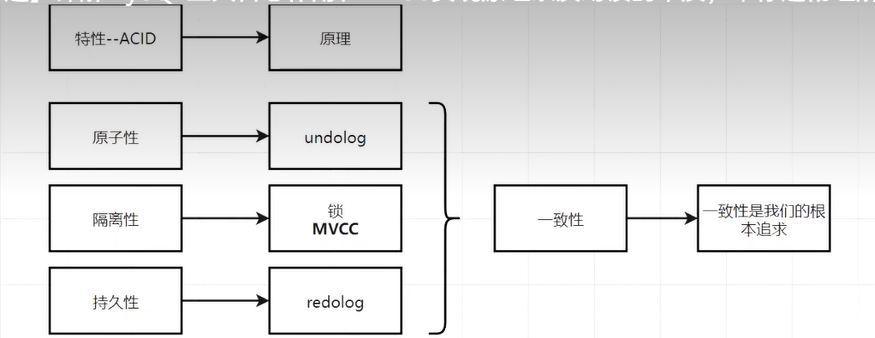 特性--ACID
原理
原子性
undolog
隔离性
锁
MVCC
一致性
一致性是我们的根
本追求
持久性
redolog